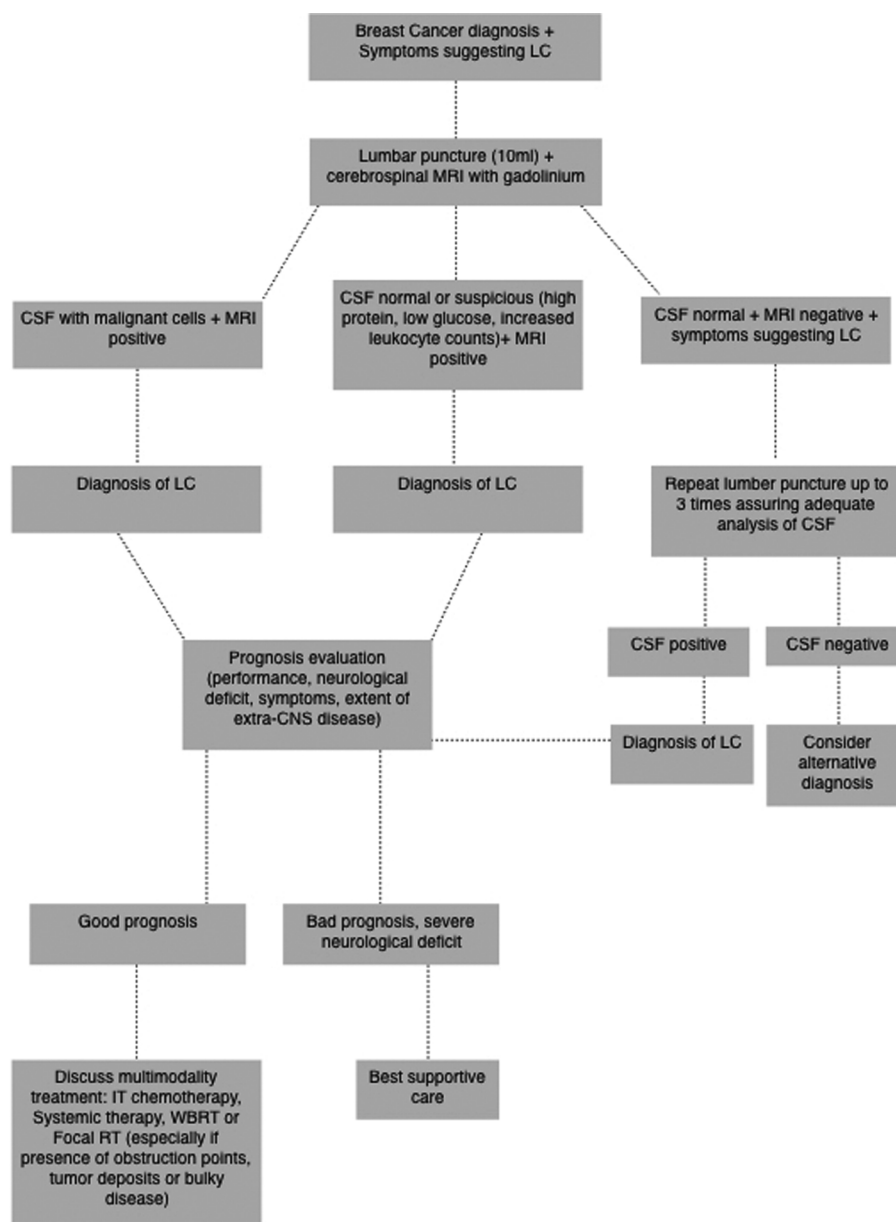 Breast Cancer diagnosis +
Symptoms suggesting LC
Lumbar puncture (10ml) +
cerebrospinal MRI with gadolinium
CSF with malignant cells + MRI
positive
CSF normal or suspicious (high
protein, low glucose, increased
leukocyte counts)+ MRI
positive
CSF normal + MRI negative +
symptoms suggesting LC
Diagnosis of LC
Diagnosis of LC
Repeat lumber puncture up to
3 times assuring adequate
analysis of CSF
CSF positive
CSF negative
Prognosis evaluation
(performance, neurological
deficit, symptoms, extent of
extra-CNS disease)
Diagnosis of LC
Consider
alternative
diagnosis
Good prognosis
Bad prognosis, severe
neurological deficit
Discuss multimodality
treatment: IT chemotherapy,
Systemic therapy, WBRT or
Focal RT (especially if
presence of obstruction points,
tumor deposits or bulky
disease)
Best supportive
care